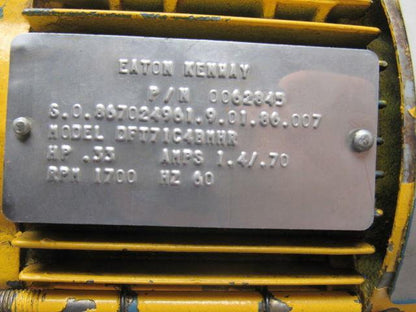 EATON KENWAY
P/N 0062845
S.O. 867024961.9.01.86.007
MODEL DFT71C4BMHR
HP .33 AMPS 1.4/.70
RPM 1700 HZ 60